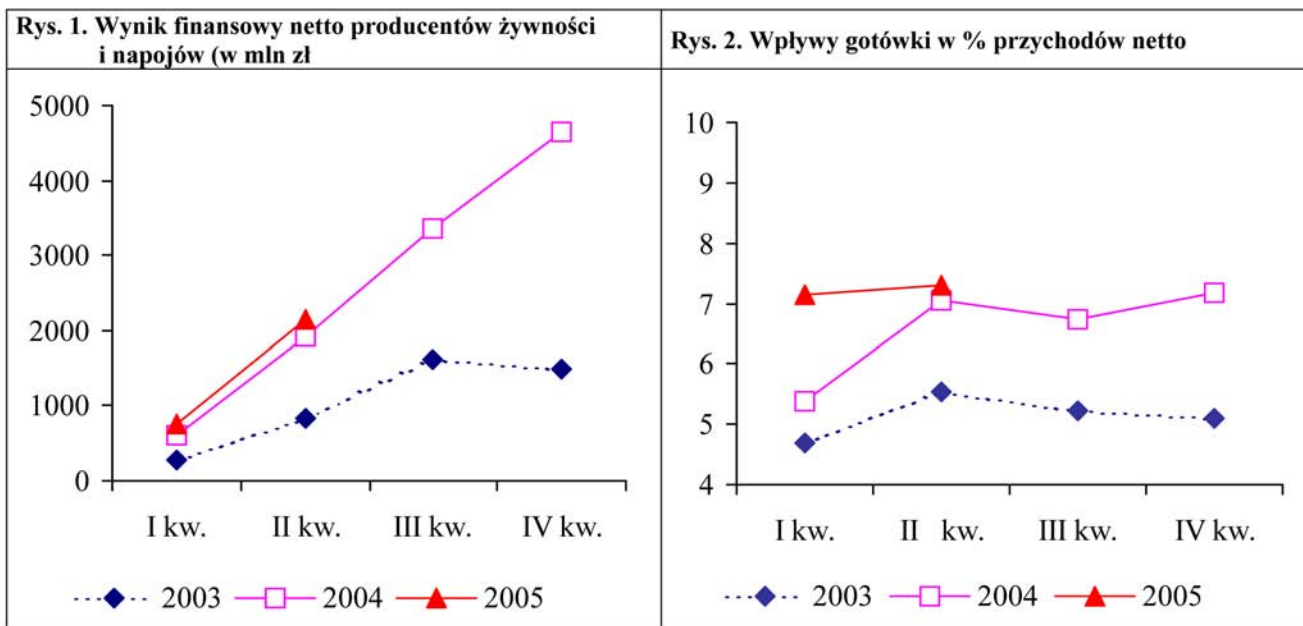 Rys. 1. Wynik finansowy netto producentów żywności
i napojów (w mln zł
5000
4000
3000
2000
1000
0
I kw.
II kw.
III kw.
IV kw.
2003
2004
2005
Rys. 2. Wpływy gotówki w % przychodów netto
10
9
8
7
6
5
4
I kw.
II kw.
III kw.
IV kw.
2003
2004
2005